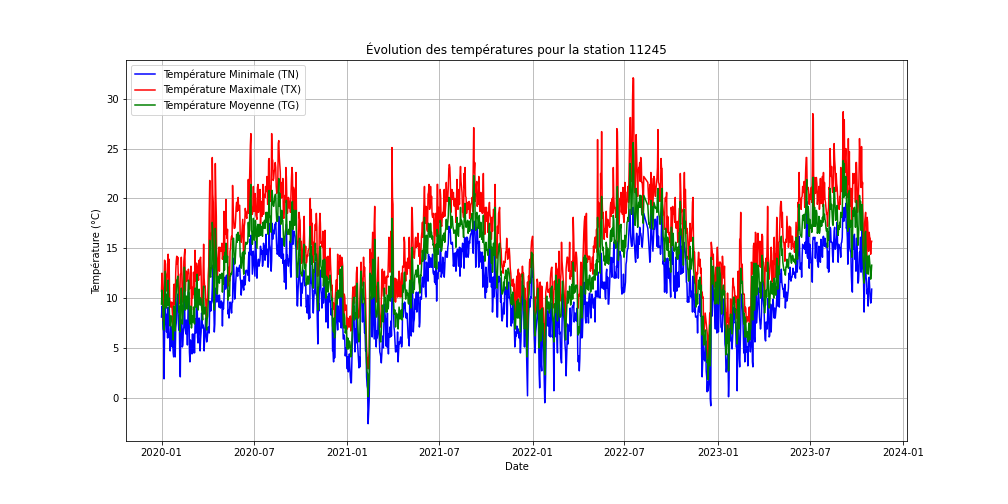 Évolution des températures pour la station 11245
Température Minimale (TN)
Température Maximale (TX)
Température Moyenne (TG)
Température (°C)
30
25
20
15
10
5
0
2020-01 2020-07 2021-01 2021-07 2022-01 2022-07 2023-01 2023-07 2024-01
Date